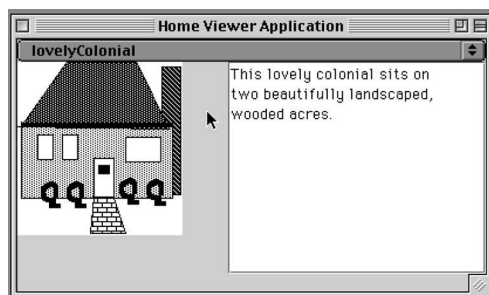 Home Viewer Application
lovelyColonial
This lovely colonial sits on
two beautifully landscaped,
wooded acres.